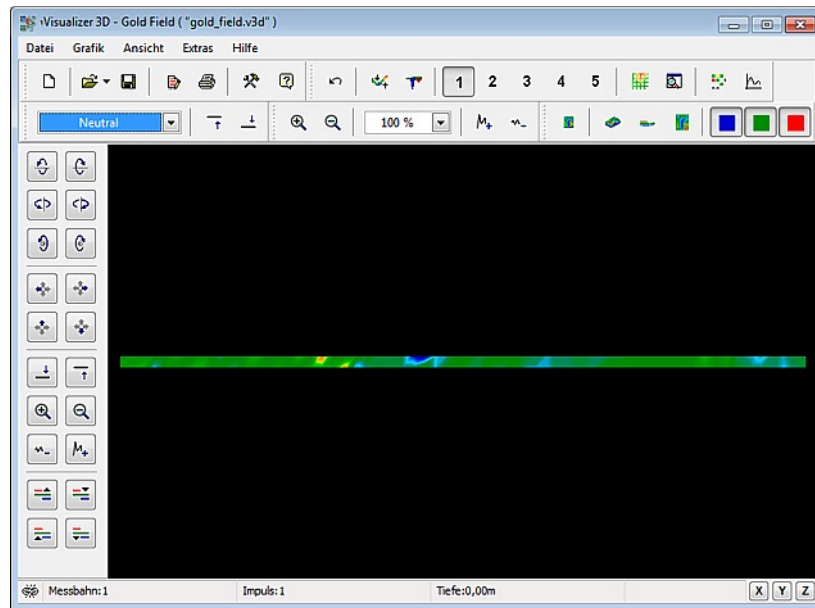 Visualizer 3D - Gold Field ( "gold_field.v3d" )
Datei Grafik Ansicht Extras Hilfe
1 2 3 4 5
Neutral 100 %
Messbahn:1 Impuls:1 Tiefe:0,00m X Y Z